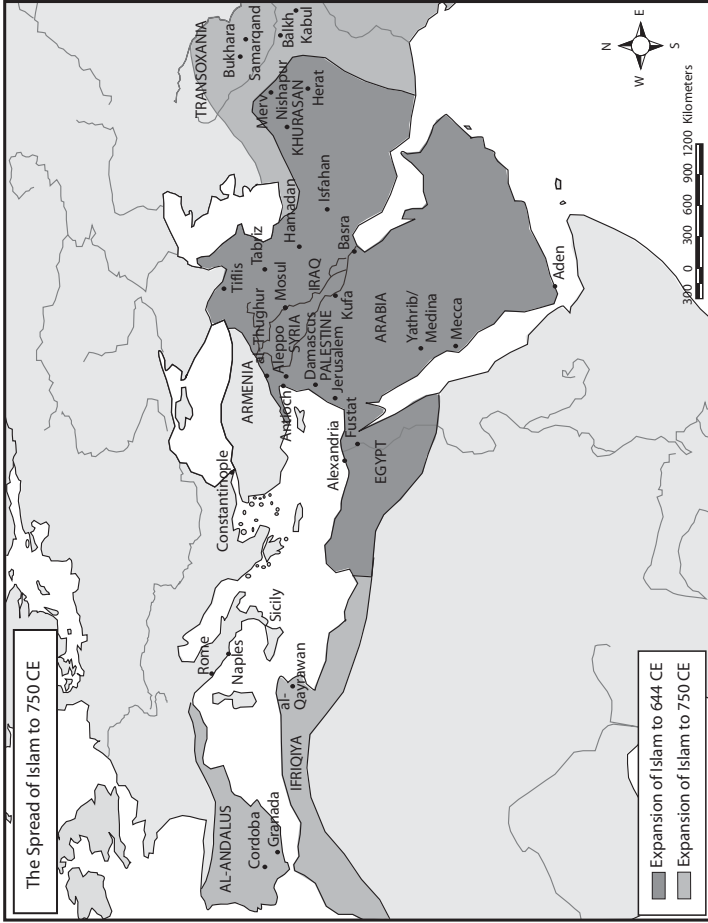 The Spread of Islam to 750 CE
TRANSOXANIA
Bukhara
Samarqand
Balkh
Kabul
Merv
Nishapur
KHURASAN
Herat
Tiflis
Tabriz
Hamadan
Isfahan
al-Thughur
Mosul
IRAQ
Basra
Kufa
ARMENIA
Aleppo
SYRIA
Antioch
Damascus
PALESTINE
Jerusalem
ARABIA
Yathrib/
Medina
Mecca
Aden
Constantinople
Alexandria
Fustat
EGYPT
Rome
Naples
Sicily
al-
Qayrawan
IFRIQIYA
AL-ANDALUS
Cordoba
Granada
N
E
S
W
300 0 300 600 900 1200 Kilometers
Expansion of Islam to 644 CE
Expansion of Islam to 750 CE